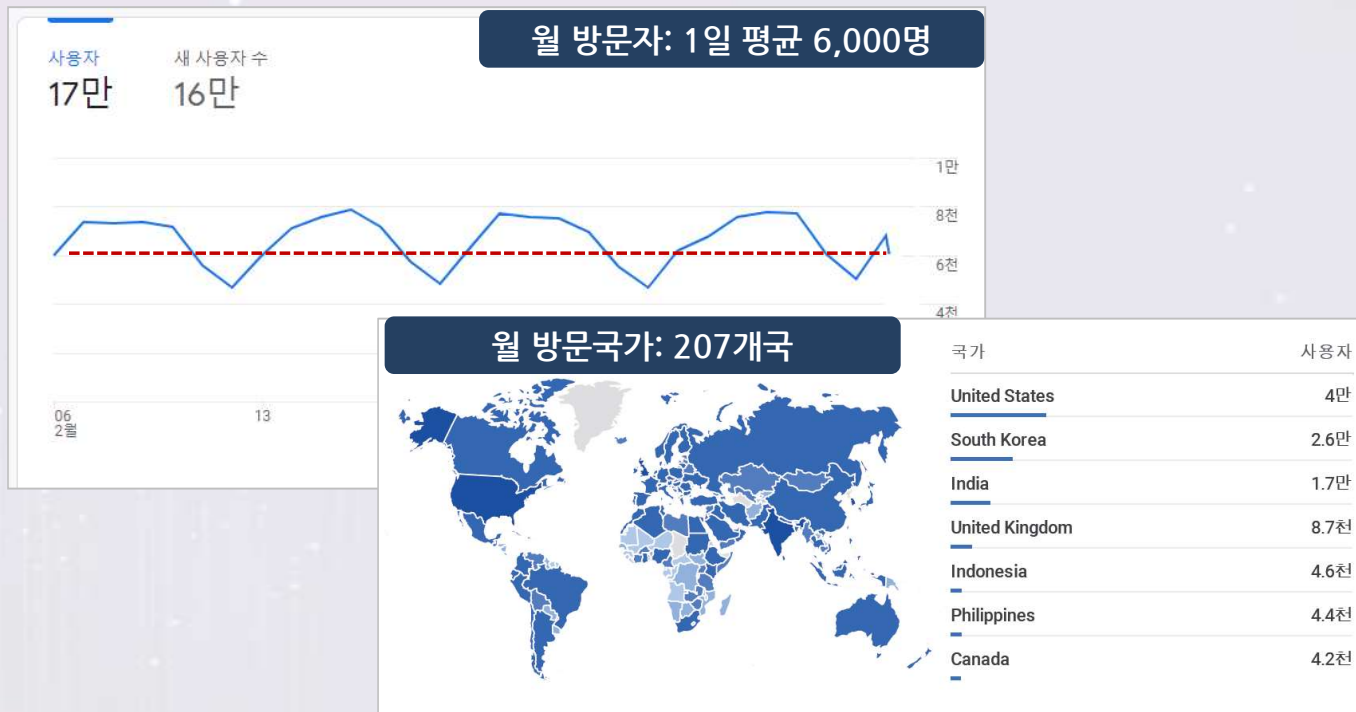 월 방문자: 1일 평균 6,000명
사용자
새 사용자 수
17만
16만
1만
8천
6천
4천
06
2월
13
월 방문국가: 207개국
국가
사용자
United States
4만
South Korea
2.6만
India
1.7만
United Kingdom
8.7천
Indonesia
4.6천
Philippines
4.4천
Canada
4.2천